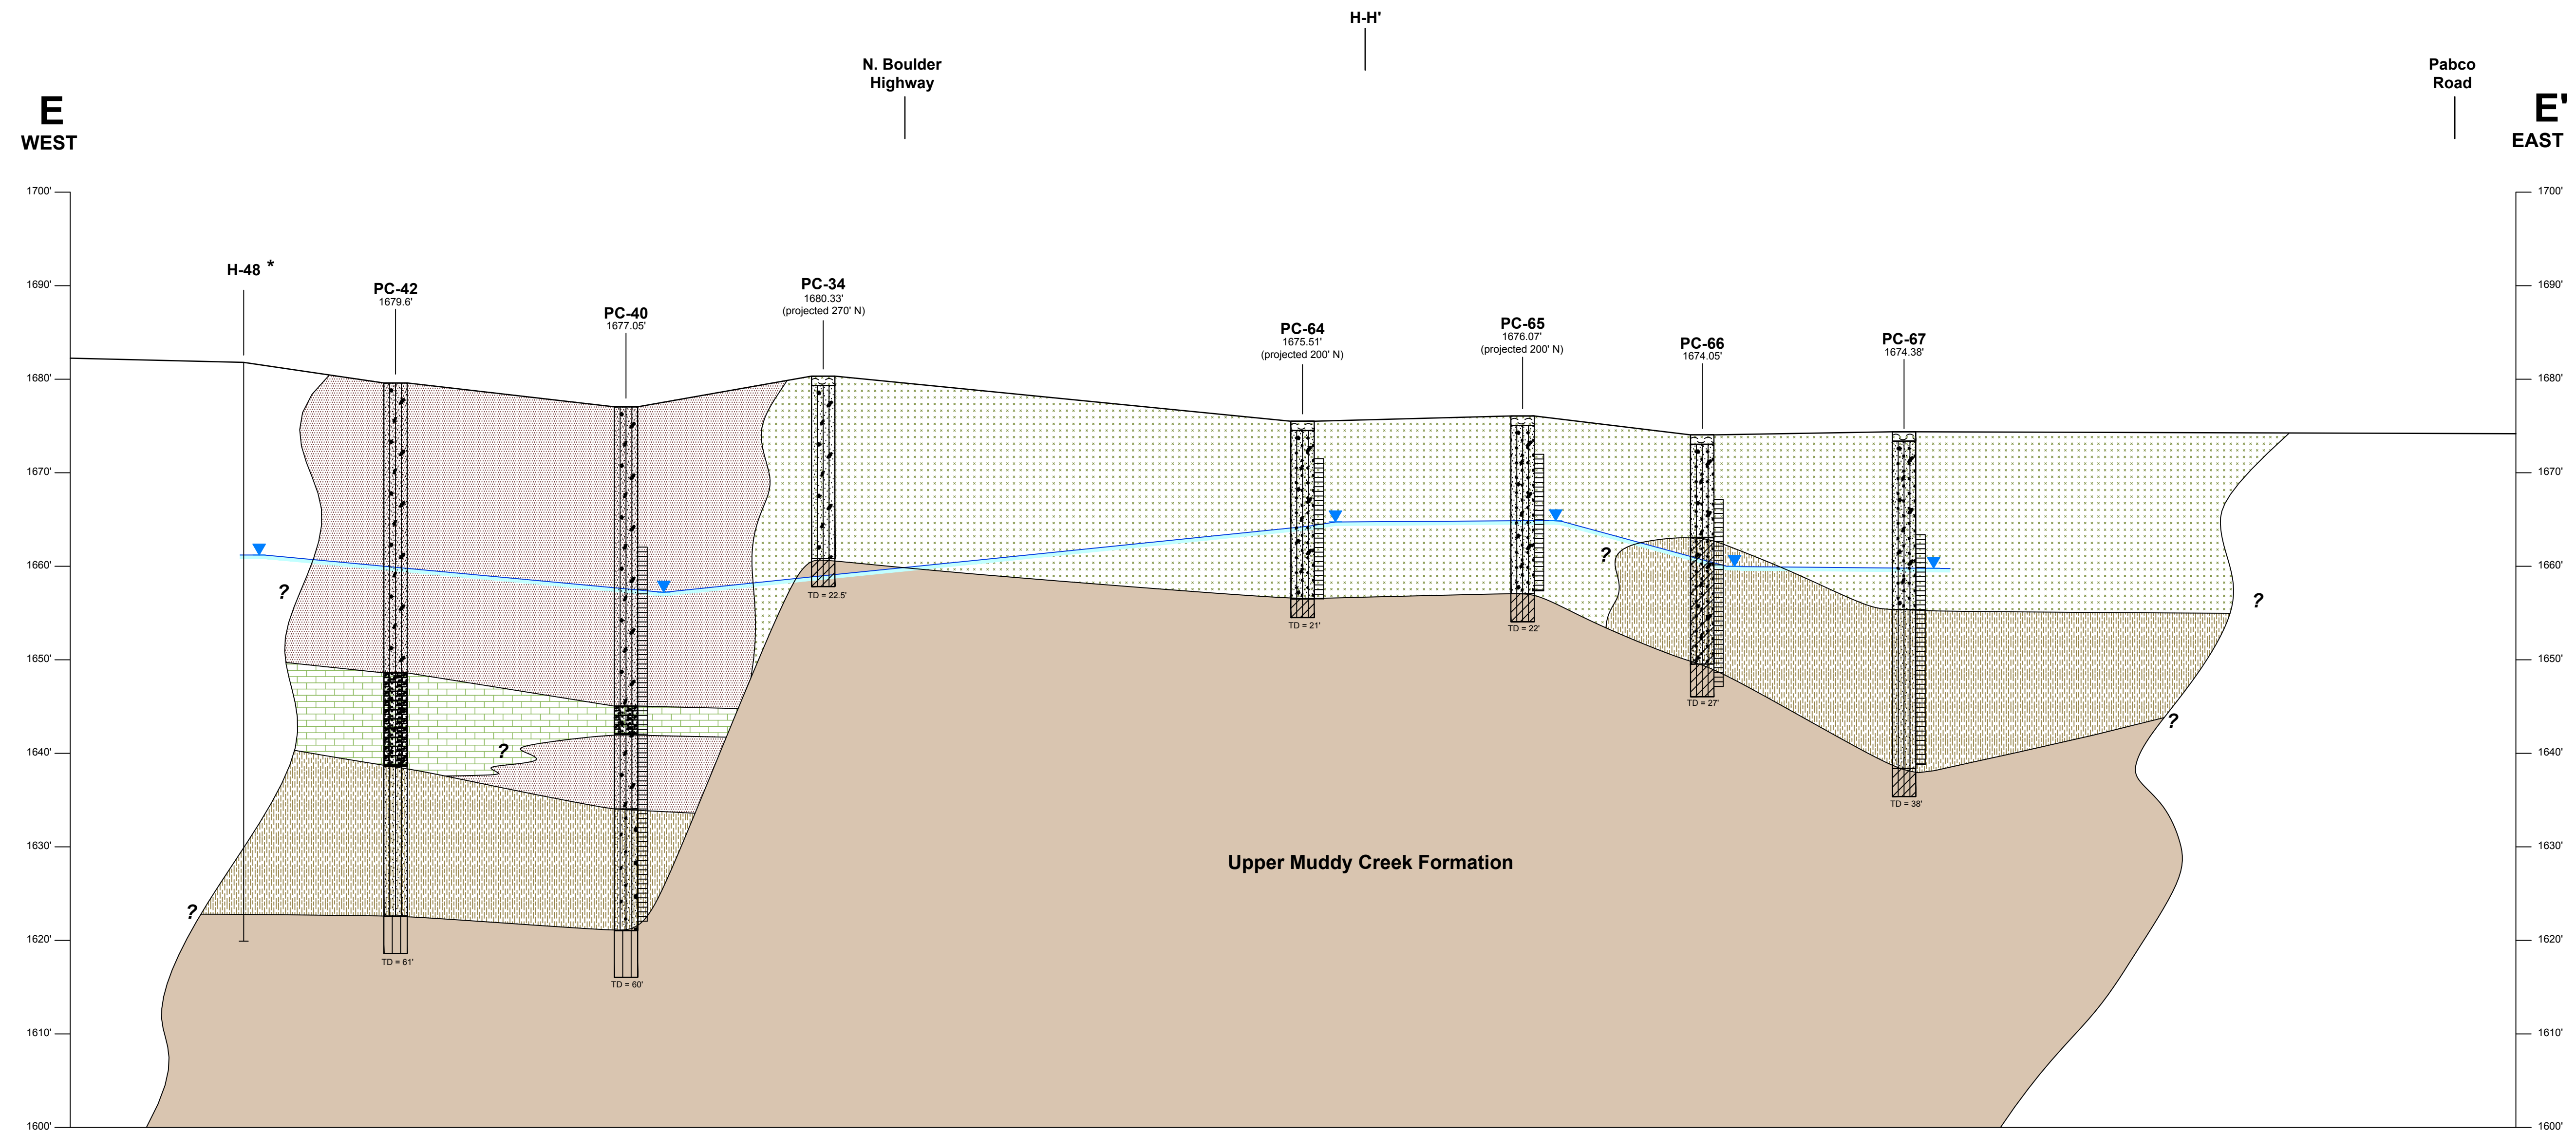 H-H'
N. Boulder
Highway
Pabco
Road
E
WEST
E'
EAST
1700'
1700'
H-48 *
PC-42
1679.6'
PC-40
1677.05'
PC-34
1680.33'
(projected 270' N)
PC-64
1675.51'
(projected 200' N)
PC-65
1676.07'
(projected 200' N)
PC-66
1674.05'
PC-67
1674.38'
1690'
1690'
1680'
1680'
1670'
1670'
1660'
1660'
?
?
?
TD = 22.5'
TD = 21'
TD = 22'
1650'
1650'
TD = 27'
?
?
1640'
1640'
TD = 38'
1630'
1630'
Upper Muddy Creek Formation
?
1620'
1620'
TD = 61'
TD = 60'
1610'
1610'
1600'
1600'